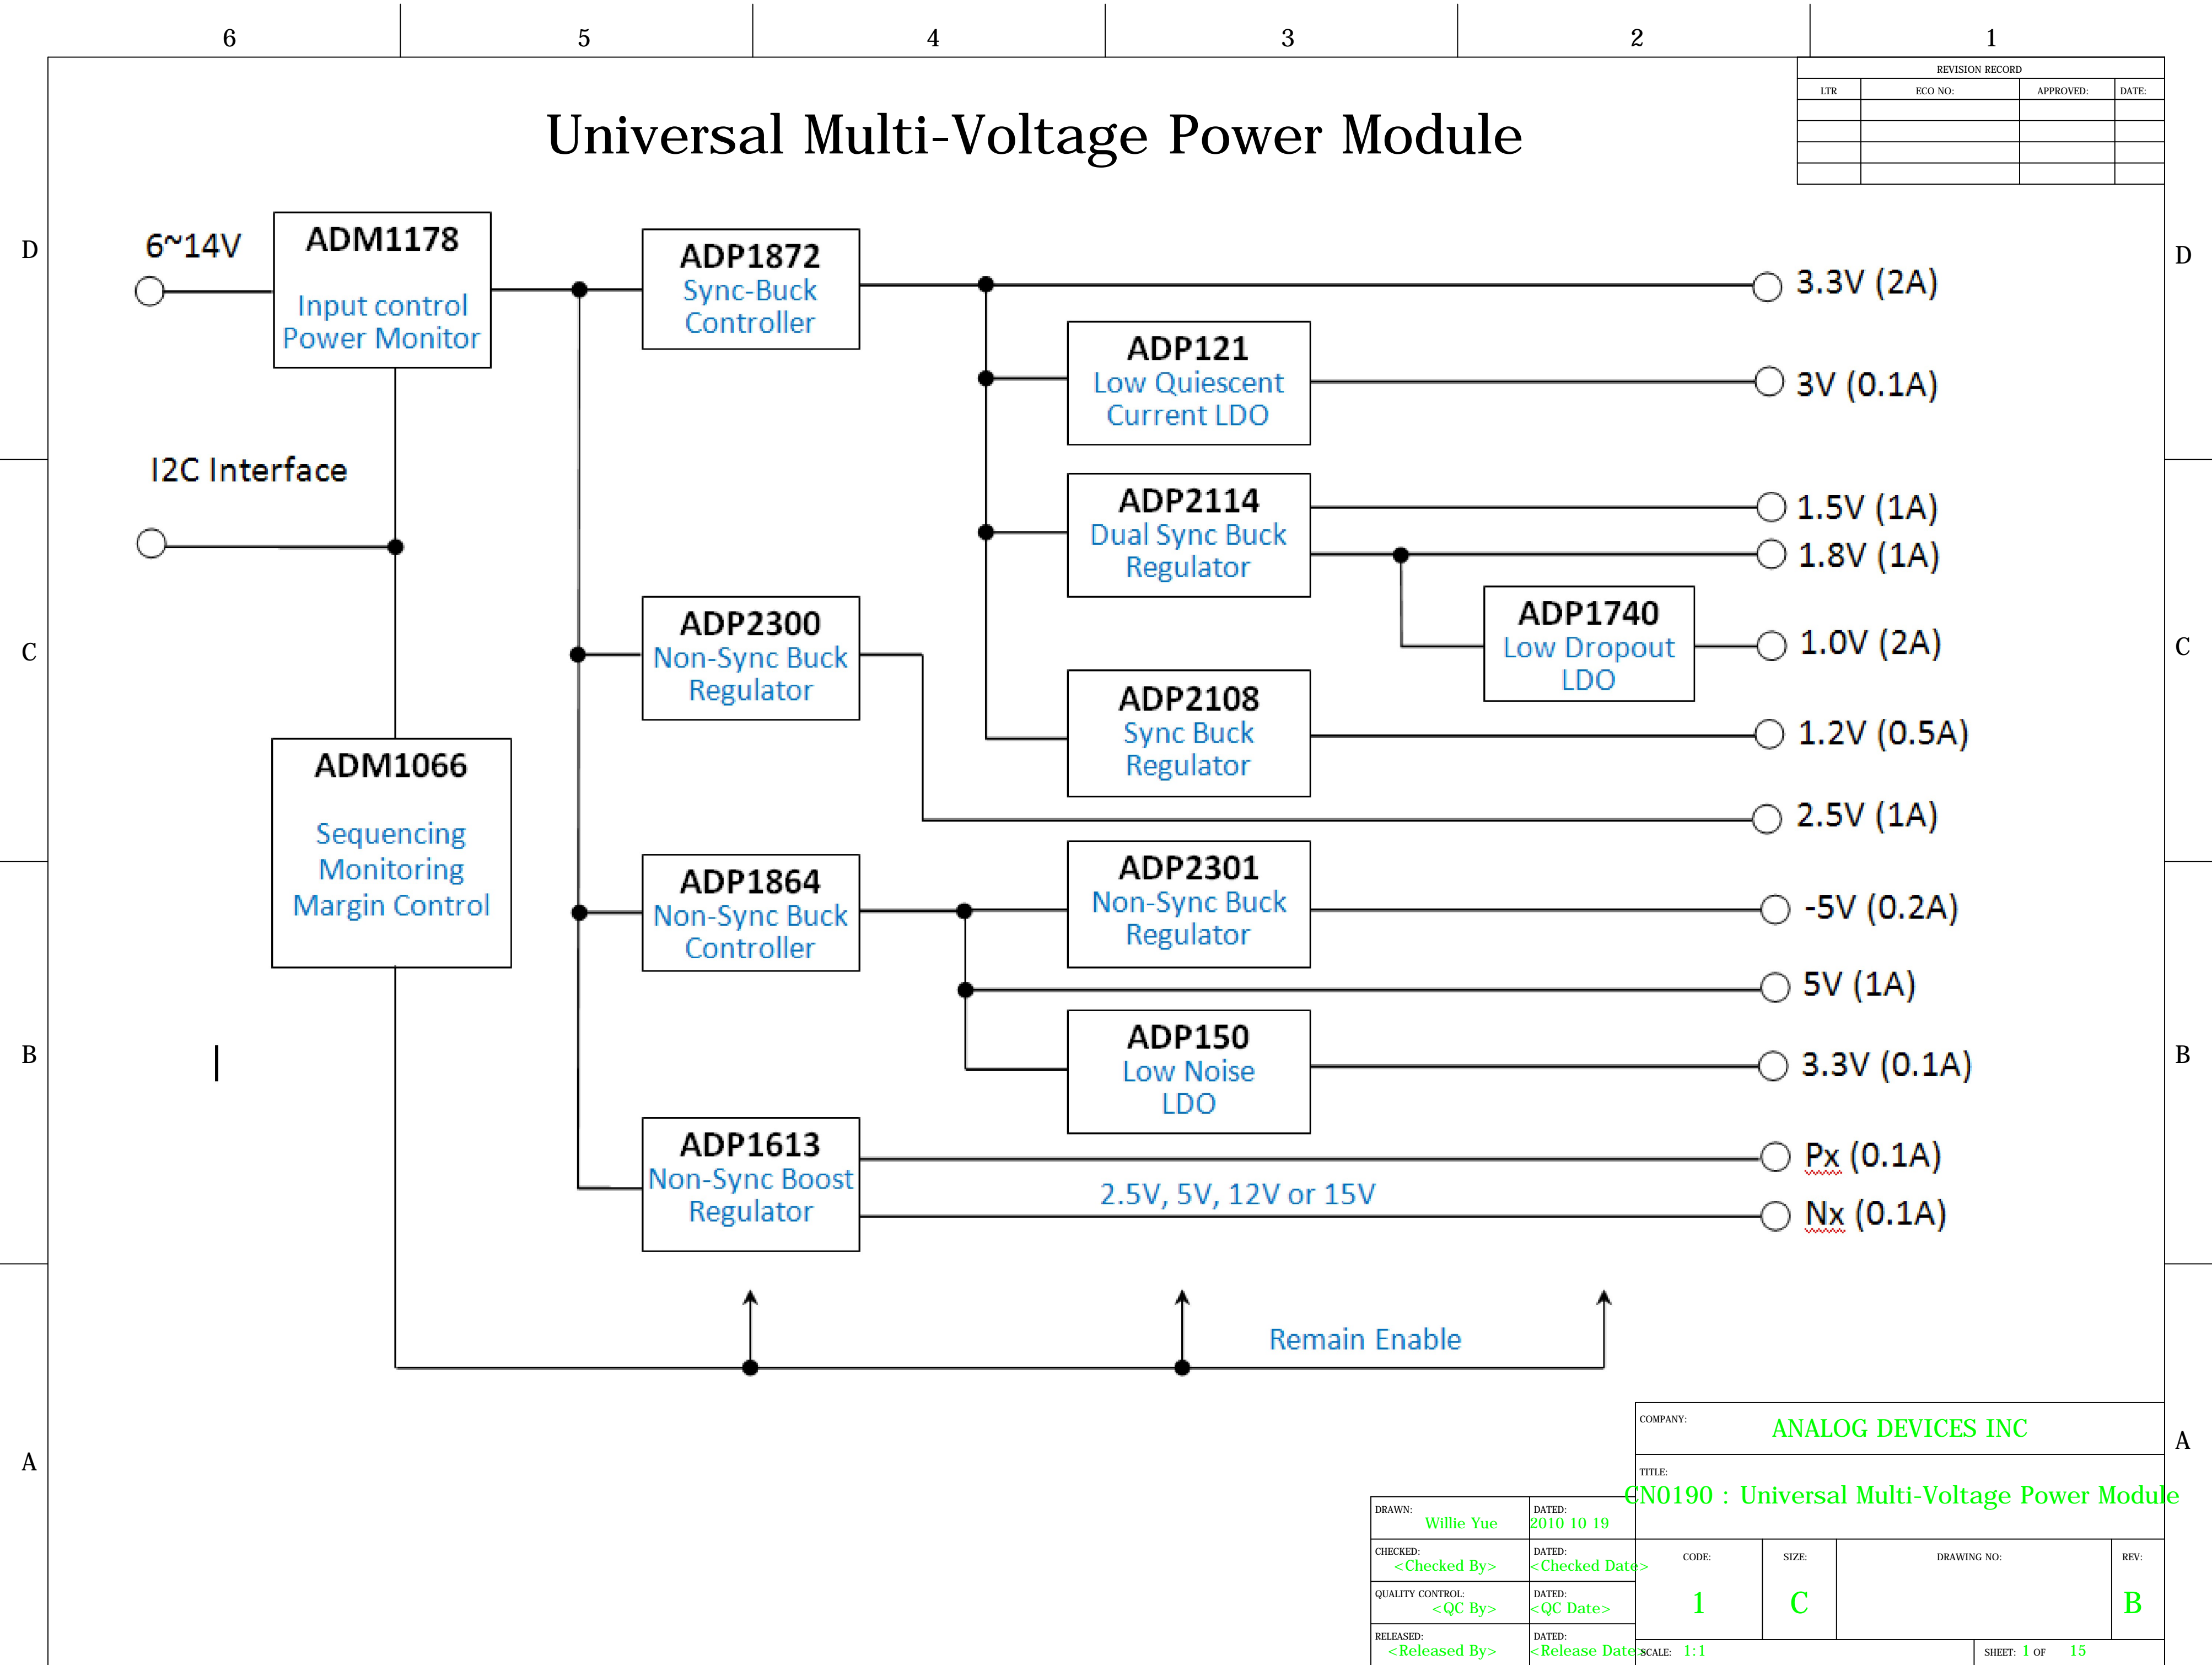 6 5 4 3 2 1
REVISION RECORD
LTR ECO NO: APPROVED: DATE:
Universal Multi-Voltage Power Module
D D
6~14V
ADM1178
Input control
Power Monitor
ADP1872
Sync-Buck
Controller
3.3V (2A)
ADP121
Low Quiescent
Current LDO
3V (0.1A)
I2C Interface
ADP2114
Dual Sync Buck
Regulator
1.5V (1A)
1.8V (1A)
C C
ADP2300
Non-Sync Buck
Regulator
ADP1740
Low Dropout
LDO
1.0V (2A)
ADP2108
Sync Buck
Regulator
1.2V (0.5A)
ADM1066
Sequencing
Monitoring
Margin Control
2.5V (1A)
ADP1864
Non-Sync Buck
Controller
ADP2301
Non-Sync Buck
Regulator
-5V (0.2A)
5V (1A)
B B
ADP150
Low Noise
LDO
3.3V (0.1A)
ADP1613
Non-Sync Boost
Regulator
Px (0.1A)
2.5V, 5V, 12V or 15V
Nx (0.1A)
Remain Enable
A A
COMPANY: ANALOG DEVICES INC
TITLE:
CN0190 : Universal Multi-Voltage Power Module
DRAWN: Willie Yue
DATED: 2010 10 19
CHECKED: <Checked By>
DATED: <Checked Date>
QUALITY CONTROL: <QC By>
DATED: <QC Date>
RELEASED: <Released By>
DATED: <Release Date>
CODE: 1
SIZE: C
DRAWING NO:
REV: B
SCALE: 1:1
SHEET: 1 OF 15